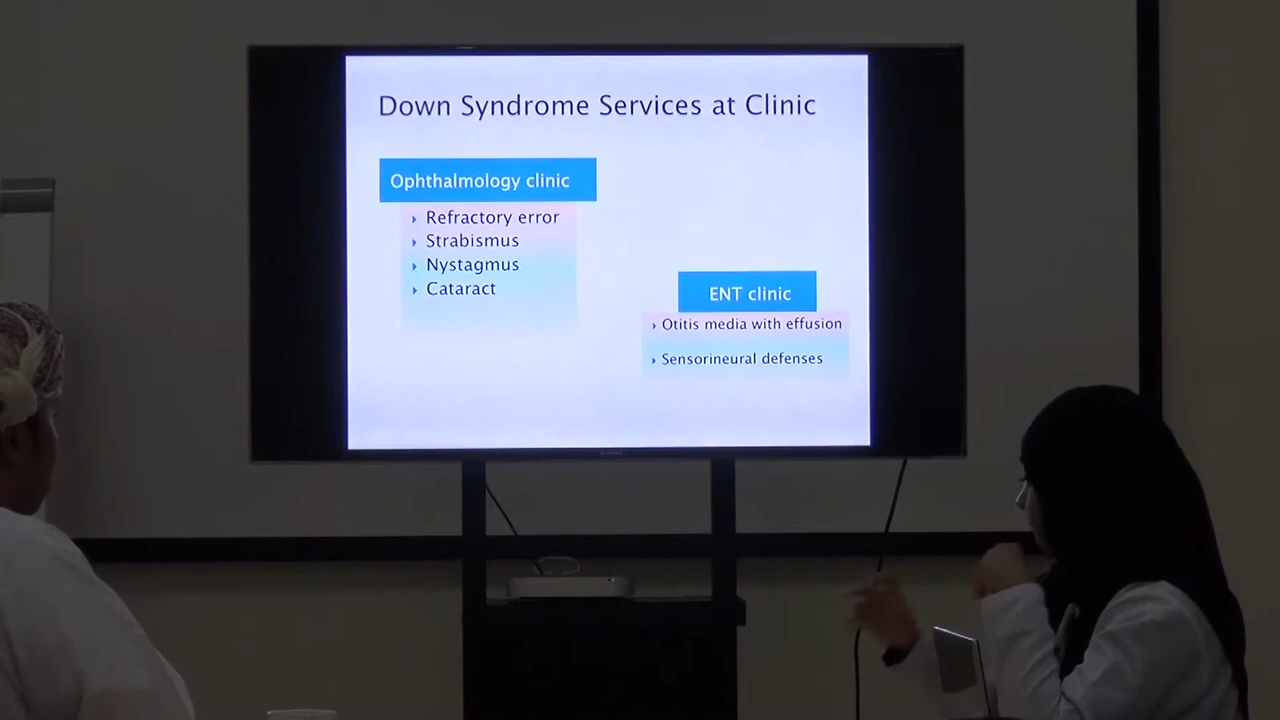 Down Syndrome Services at Clinic
Ophthalmology clinic
Refractory error
Strabismus
Nystagmus
Cataract
ENT clinic
Otitis media with effusion
Sensorineural defenses